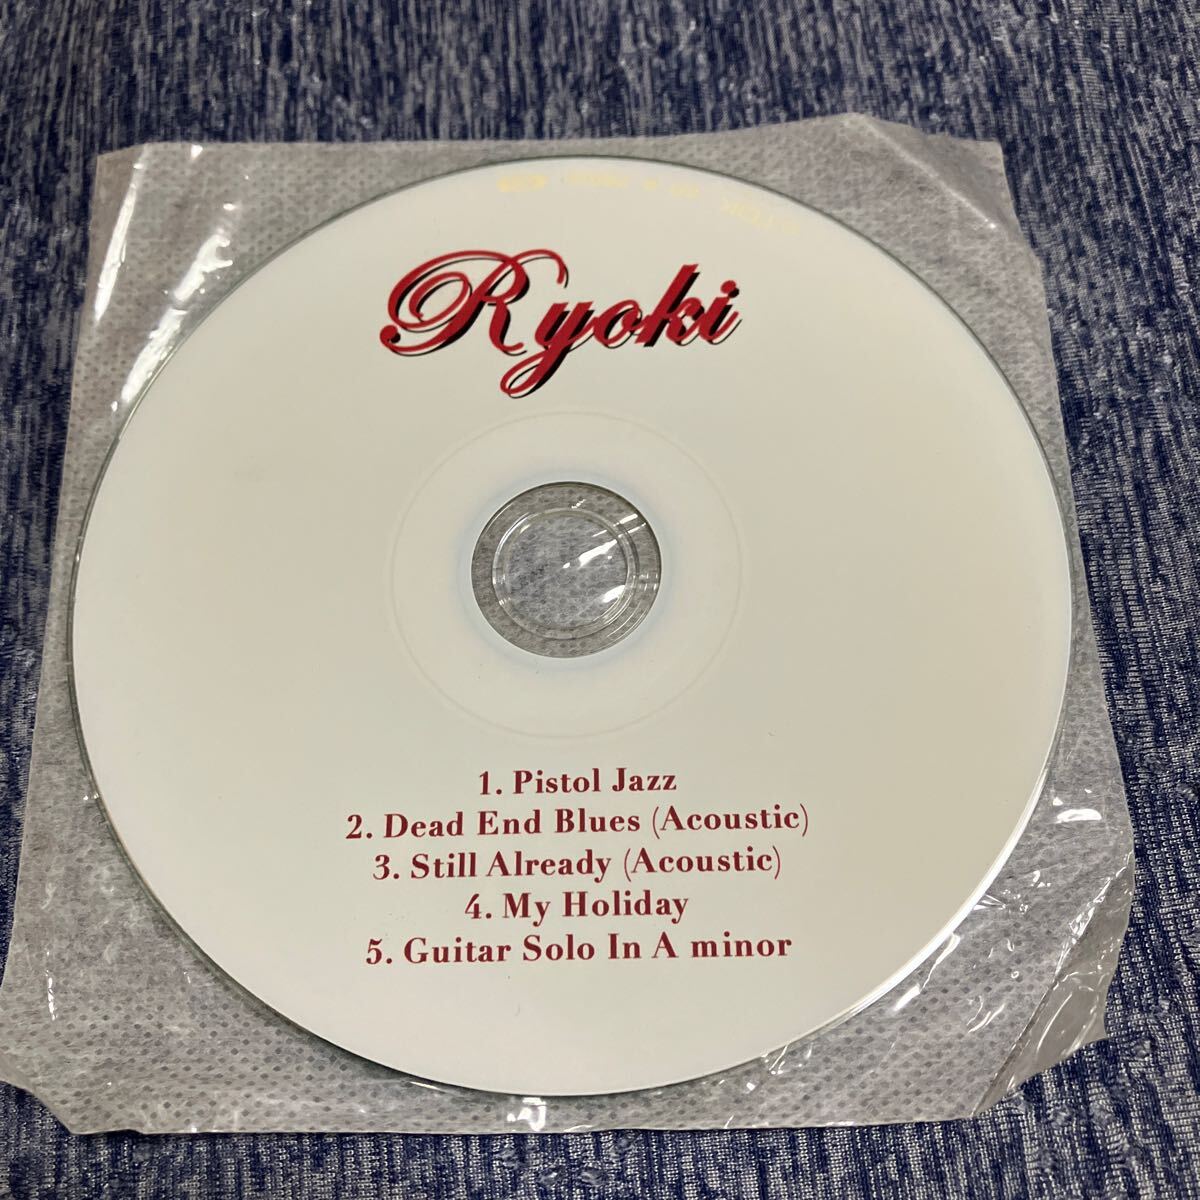 Ryoki
1. Pistol Jazz
2. Dead End Blues (Acoustic)
3. Still Already (Acoustic)
4. My Holiday
5. Guitar Solo In A minor